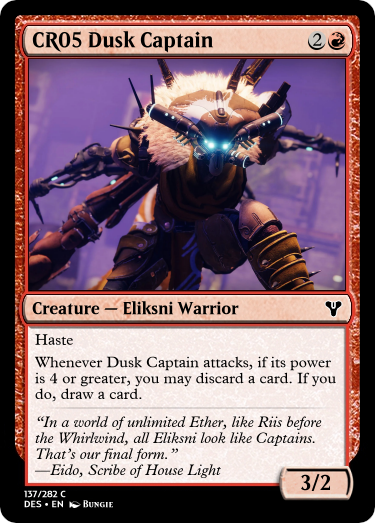 CR05 Dusk Captain 2
Creature — Eliksni Warrior
Haste
Whenever Dusk Captain attacks, if its power
is 4 or greater, you may discard a card. If you
do, draw a card.
“In a world of unlimited Ether, like Riis before
the Whirlwind, all Eliksni look like Captains.
That's our final form.”
—Eido, Scribe of House Light
3/2
137/282 C
DES • EN Bungie